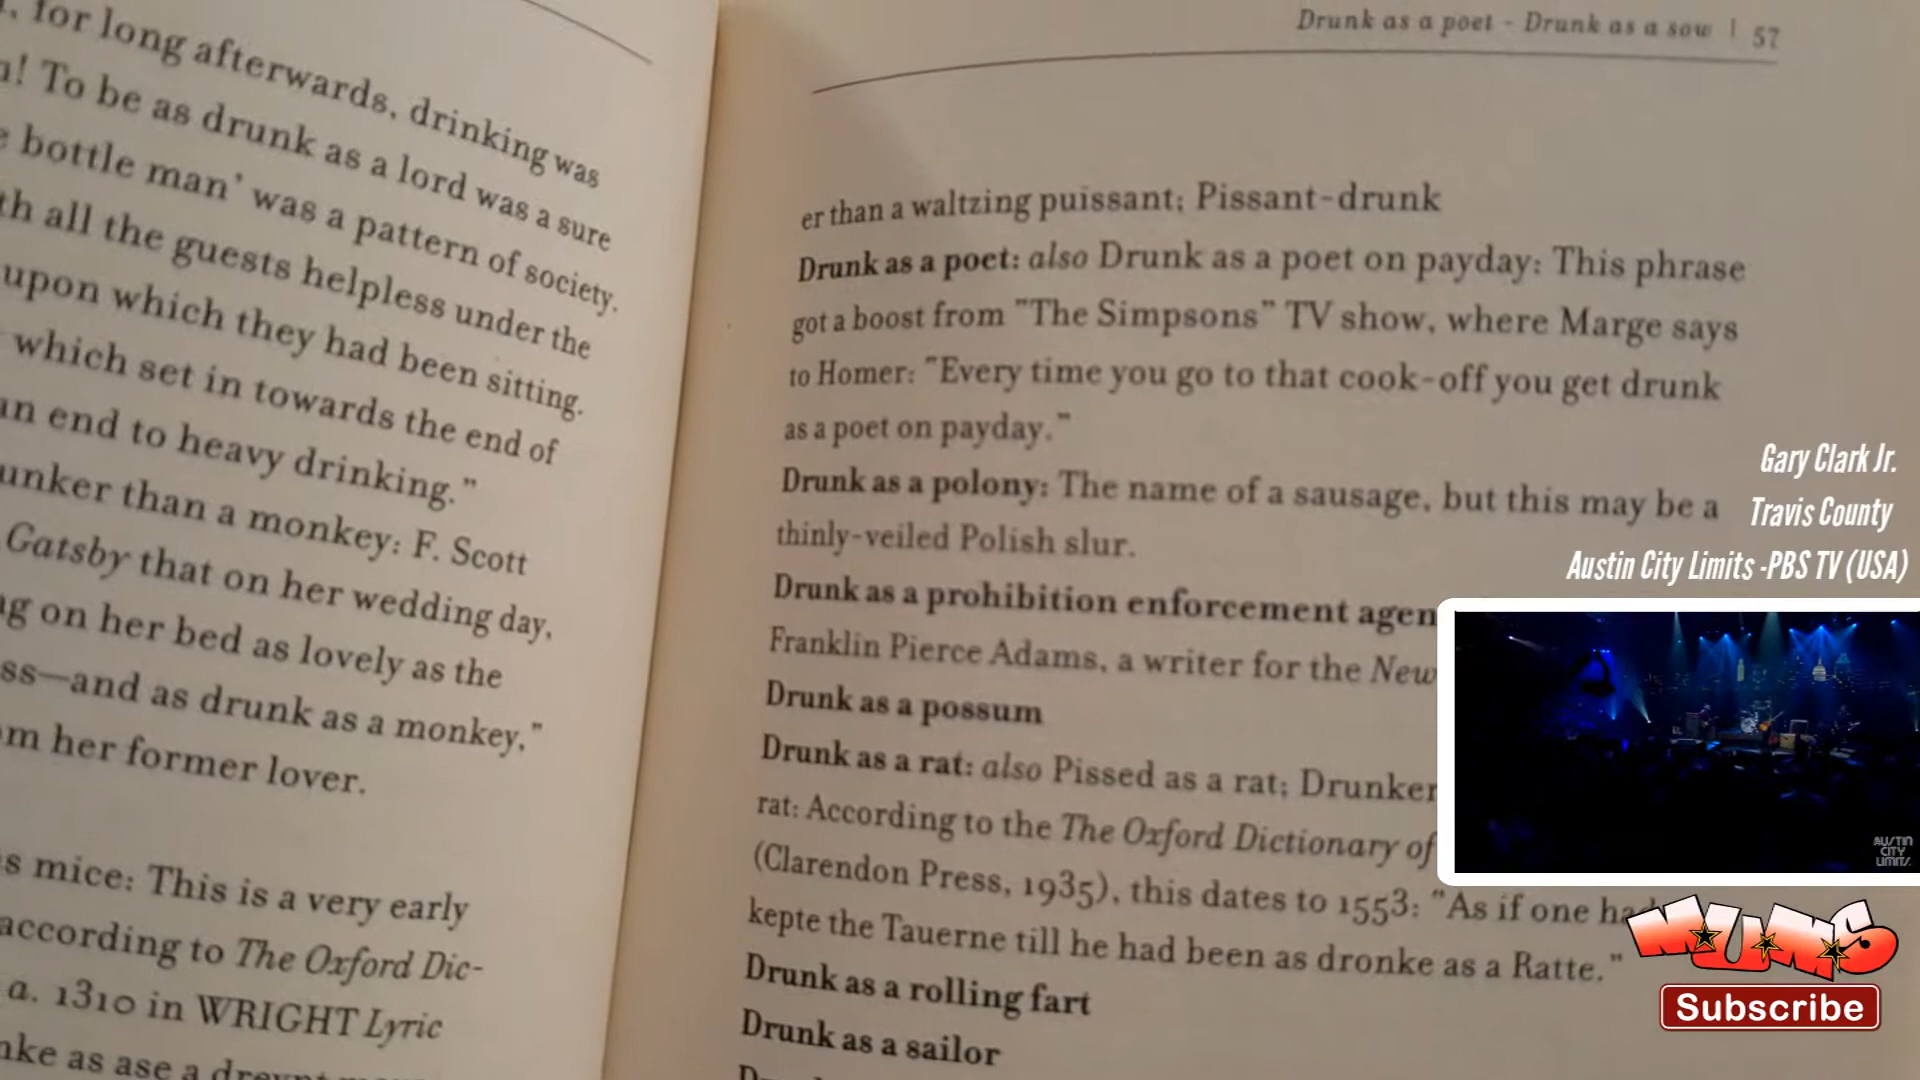 , for long afterwards, drinking was
! To be as drunk as a lord was a sure
bottle man' was a pattern of society.
all the guests helpless under the
upon which they had been sitting.
which set in towards the end of
an end to heavy drinking."
unker than a monkey: F. Scott
Gatsby that on her wedding day,
on her bed as lovely as the
ss—and as drunk as a monkey,"
her former lover.
s mice: This is a very early
according to The Oxford Dic-
a. 1310 in WRIGHT Lyric
nke as ase a
Drunk as a poet - Drunk as a sow | 57
er than a waltzing puissant; Pissant-drunk
Drunk as a poet: also Drunk as a poet on payday: This phrase
got a boost from "The Simpsons" TV show, where Marge says
to Homer: "Every time you go to that cook-off you get drunk
as a poet on payday."
Drunk as a polony: The name of a sausage, but this may be a
thinly-veiled Polish slur.
Drunk as a prohibition enforcement agen
Franklin Pierce Adams, a writer for the New
Drunk as a possum
Drunk as a rat: also Pissed as a rat; Drunker
rat: According to the The Oxford Dictionary of
(Clarendon Press, 1935), this dates to 1553: "As if one had
kepte the Tauerne till he had been as dronke as a Ratte."
Drunk as a rolling fart
Drunk as a sailor
Gary Clark Jr.
Travis County
Austin City Limits -PBS TV (USA)
AUSTIN
CITY
LIMITS
MUMS
Subscribe